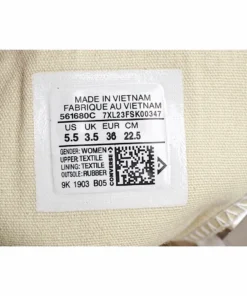 MADE IN VIETNAM
FABRIQUE AU VIETNAM
561680C 7XL23FSK00347
US UK EUR CM
5.5 3.5 36 22.5
GENDER: WOMEN
UPPER: TEXTILE
TEXTILE
OUTSOLE: RUBBER
CONVERSE
9K 1903 B05